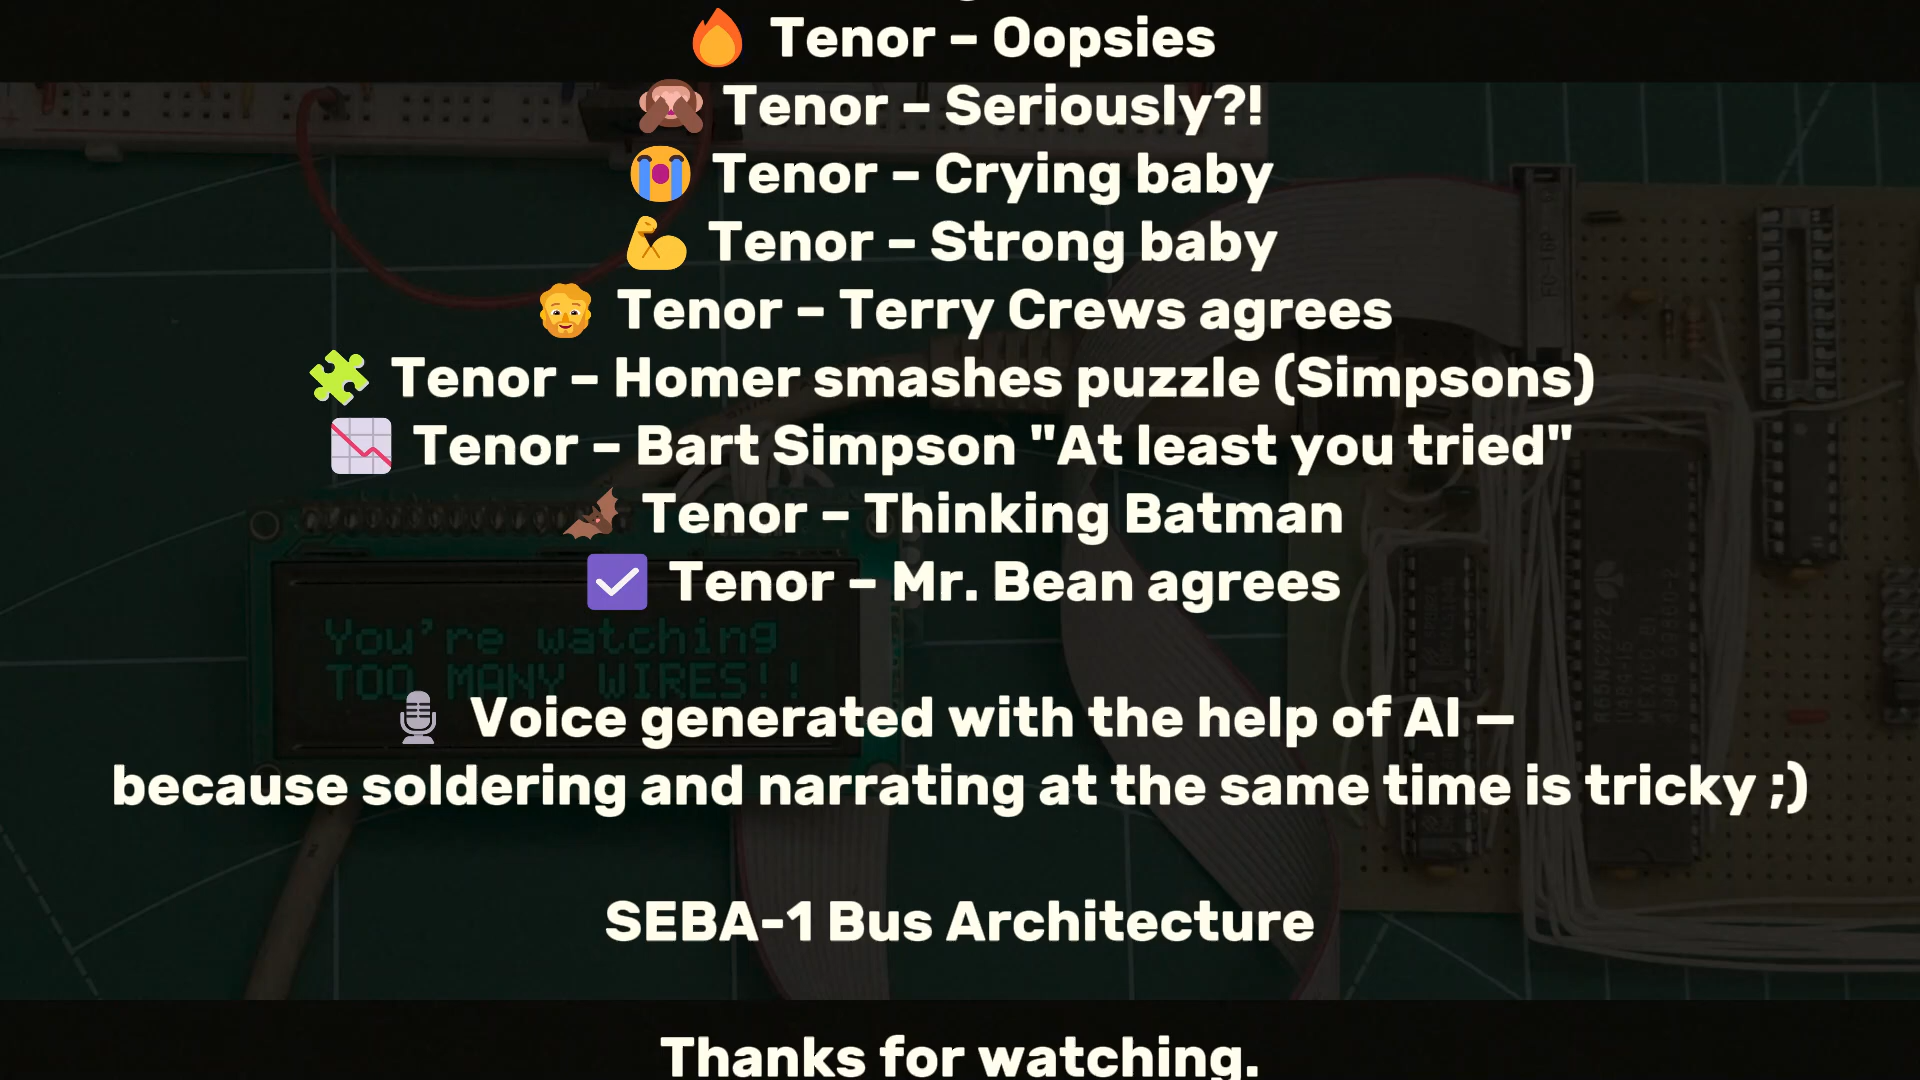 🔥 Tenor – Oopsies
🙈 Tenor – Seriously?!
😭 Tenor – Crying baby
💪 Tenor – Strong baby
🧔 Tenor – Terry Crews agrees
🧩 Tenor – Homer smashes puzzle (Simpsons)
📉 Tenor – Bart Simpson "At least you tried"
🦇 Tenor – Thinking Batman
☑️ Tenor – Mr. Bean agrees
You're watching
TOO MANY WIRES!!
🎙️ Voice generated with the help of AI —
because soldering and narrating at the same time is tricky ;)
SEBA-1 Bus Architecture
Thanks for watching.